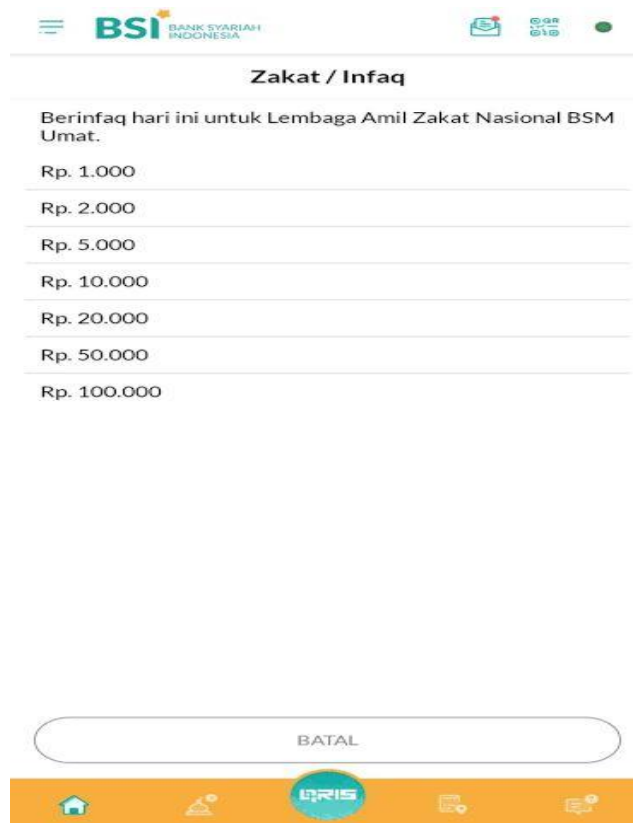 BSI BANK SYARIAH
INDONESIA
QR
Zakat / Infaq
Berinfaq hari ini untuk Lembaga Amil Zakat Nasional BSM
Umat.
Rp. 1.000
Rp. 2.000
Rp. 5.000
Rp. 10.000
Rp. 20.000
Rp. 50.000
Rp. 100.000
BATAL
QRIS